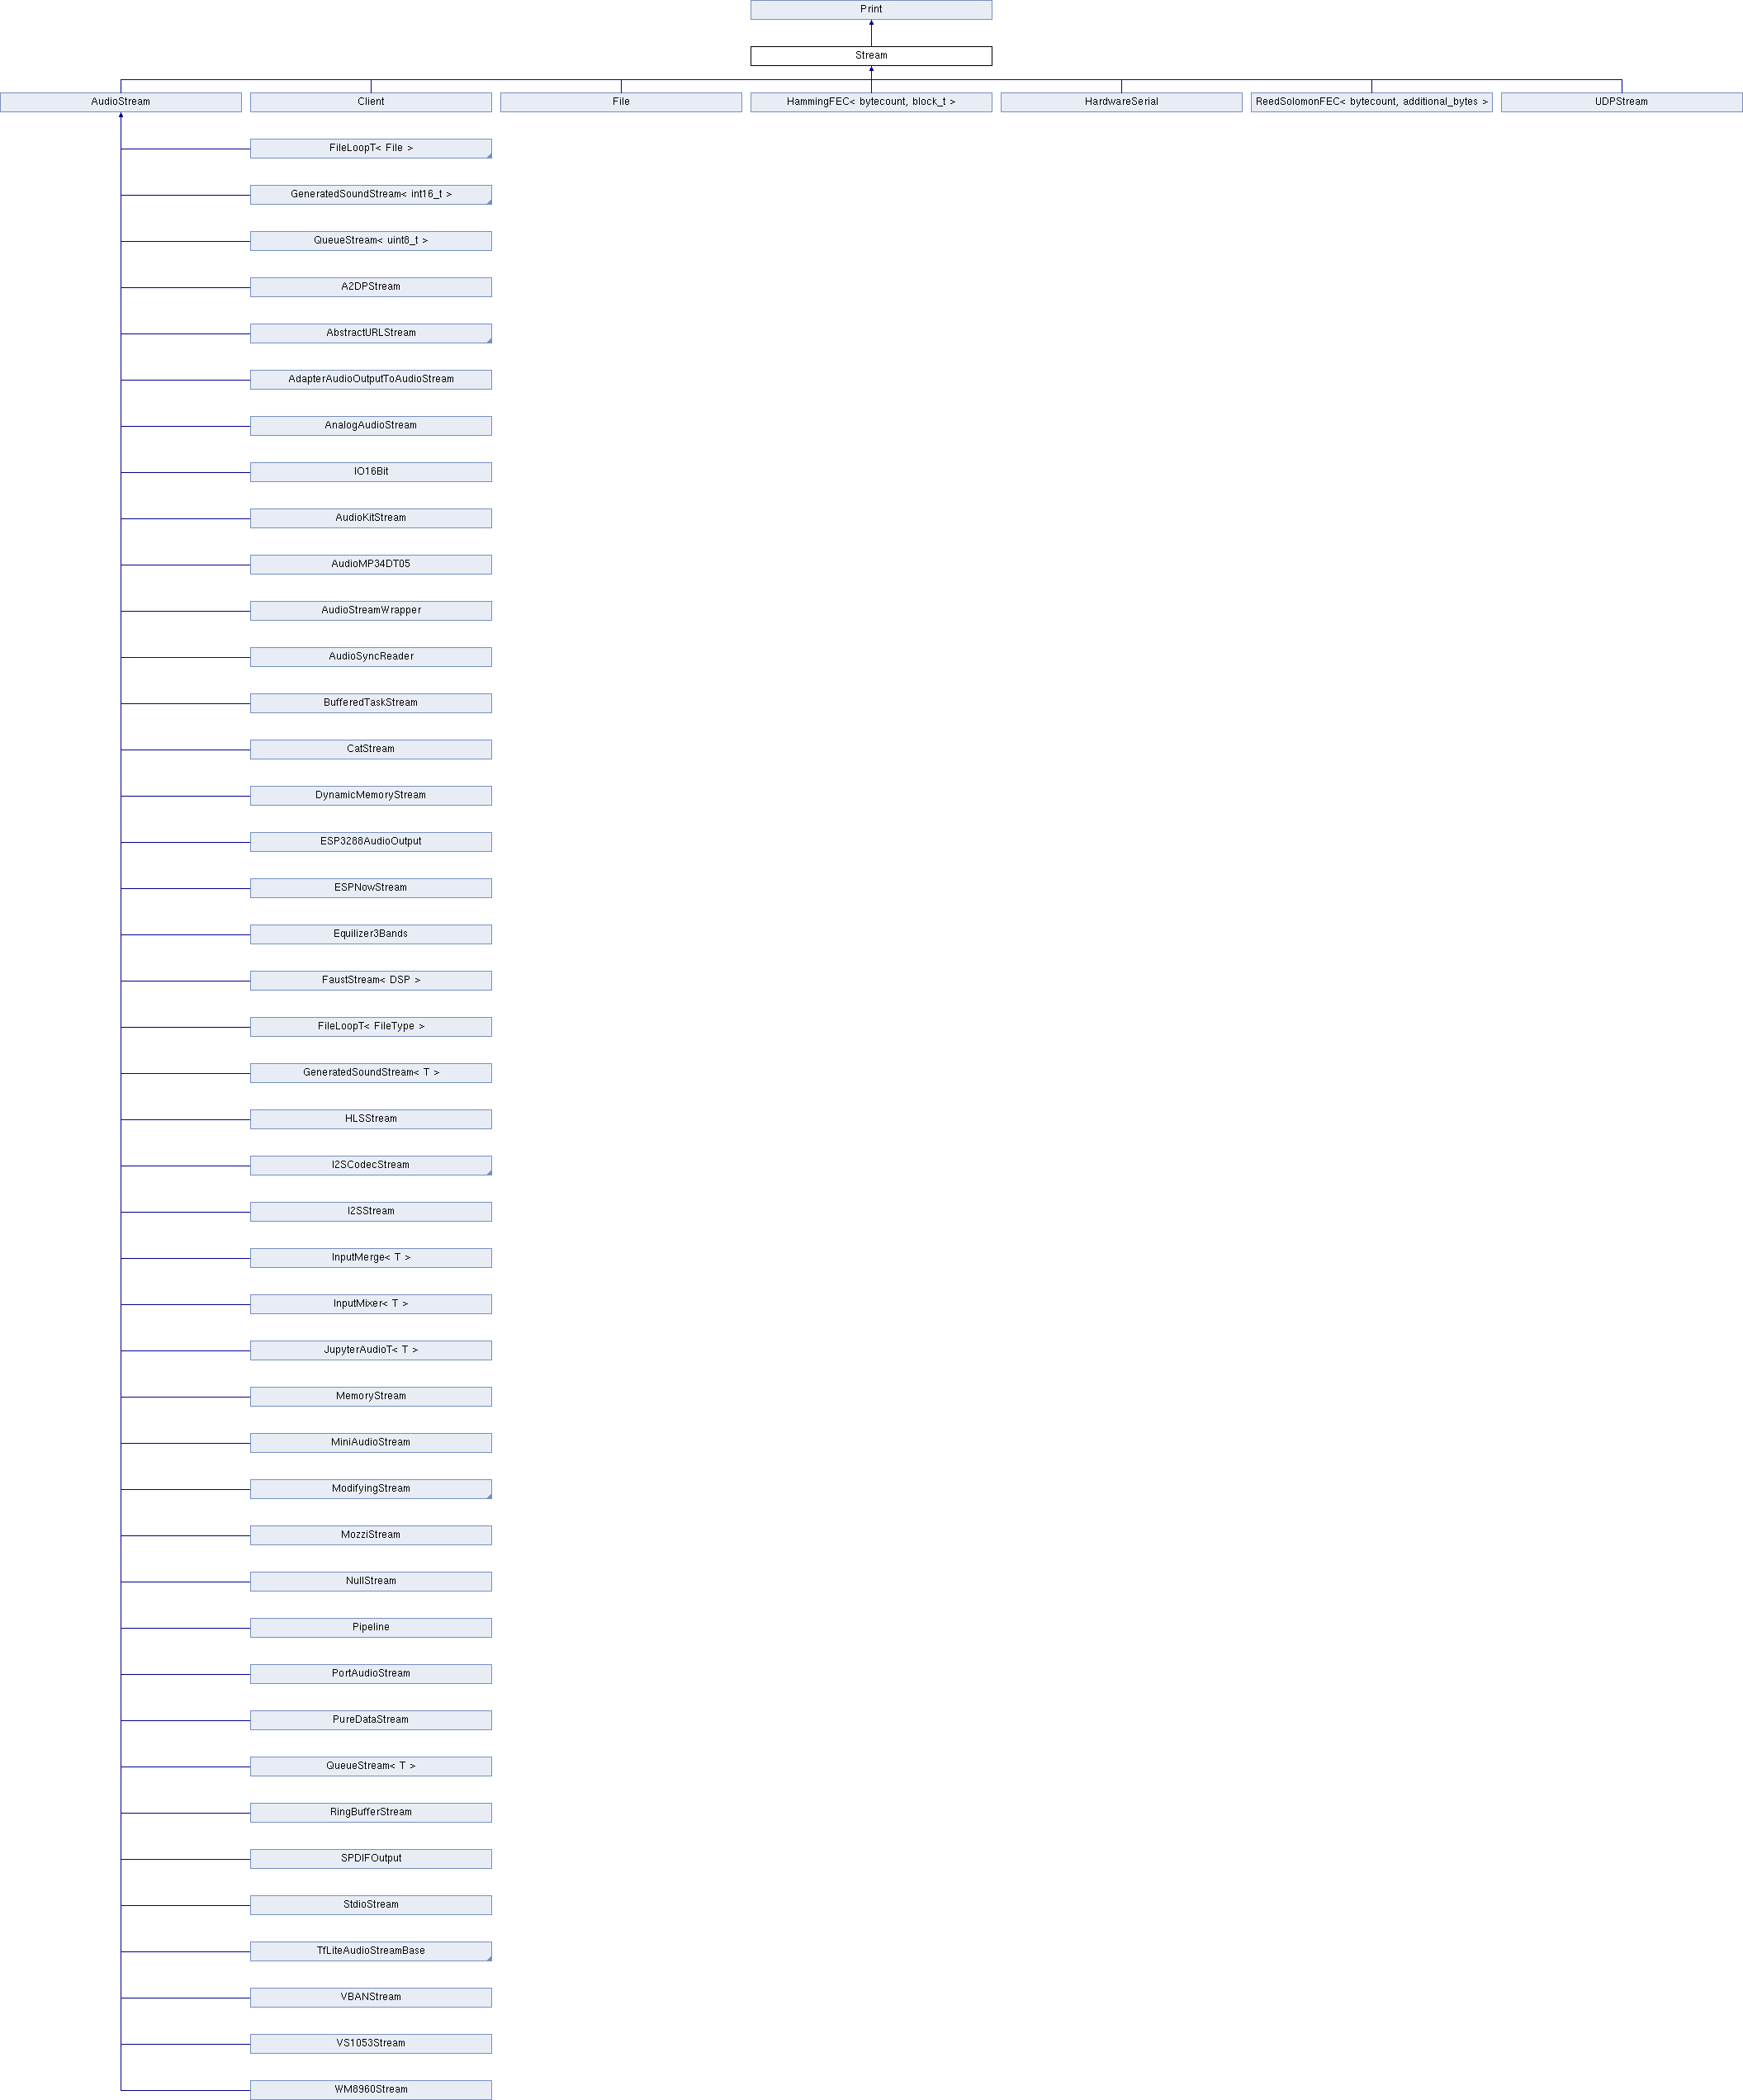 Print
Stream
AudioStream
Client
File
HammingFEC< bytecount, block_t >
HardwareSerial
ReedSolomonFEC< bytecount, additional_bytes >
UDPStream
FileLoopT< File >
GeneratedSoundStream< int16_t >
QueueStream< uint8_t >
A2DPStream
AbstractURLStream
AdapterAudioOutputToAudioStream
AnalogAudioStream
IO16Bit
AudioKitStream
AudioMP34DT05
AudioStreamWrapper
AudioSyncReader
BufferedTaskStream
CatStream
DynamicMemoryStream
ESP3288AudioOutput
ESPNowStream
Equilizer3Bands
FaustStream< DSP >
FileLoopT< FileType >
GeneratedSoundStream< T >
HLSStream
I2SCodecStream
I2SStream
InputMerge< T >
InputMixer< T >
JupyterAudioT< T >
MemoryStream
MiniAudioStream
ModifyingStream
MozziStream
NullStream
Pipeline
PortAudioStream
PureDataStream
QueueStream< T >
RingBufferStream
SPDIFOutput
StdioStream
TfLiteAudioStreamBase
VBANStream
VS1053Stream
WM8960Stream